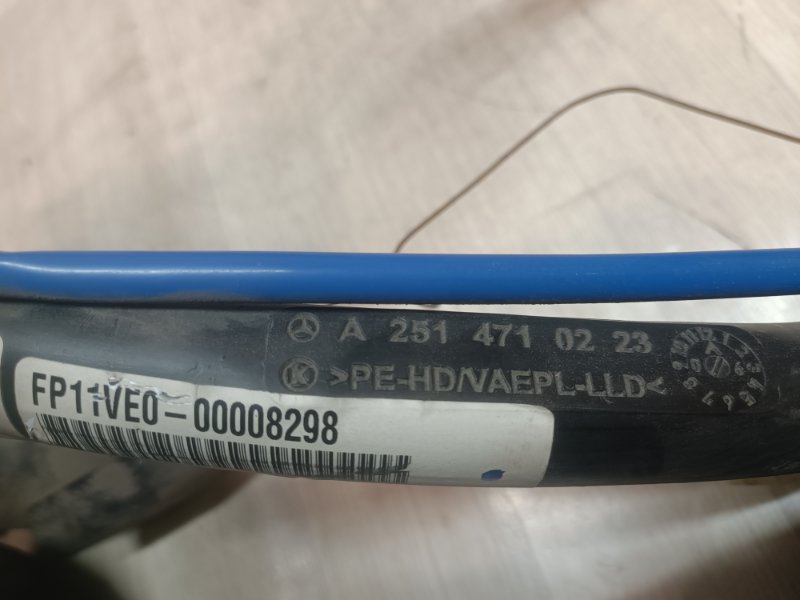 A 251 471 02 23
K >PE-HD/VAEPL-LLD<
FP11VE0-00008298